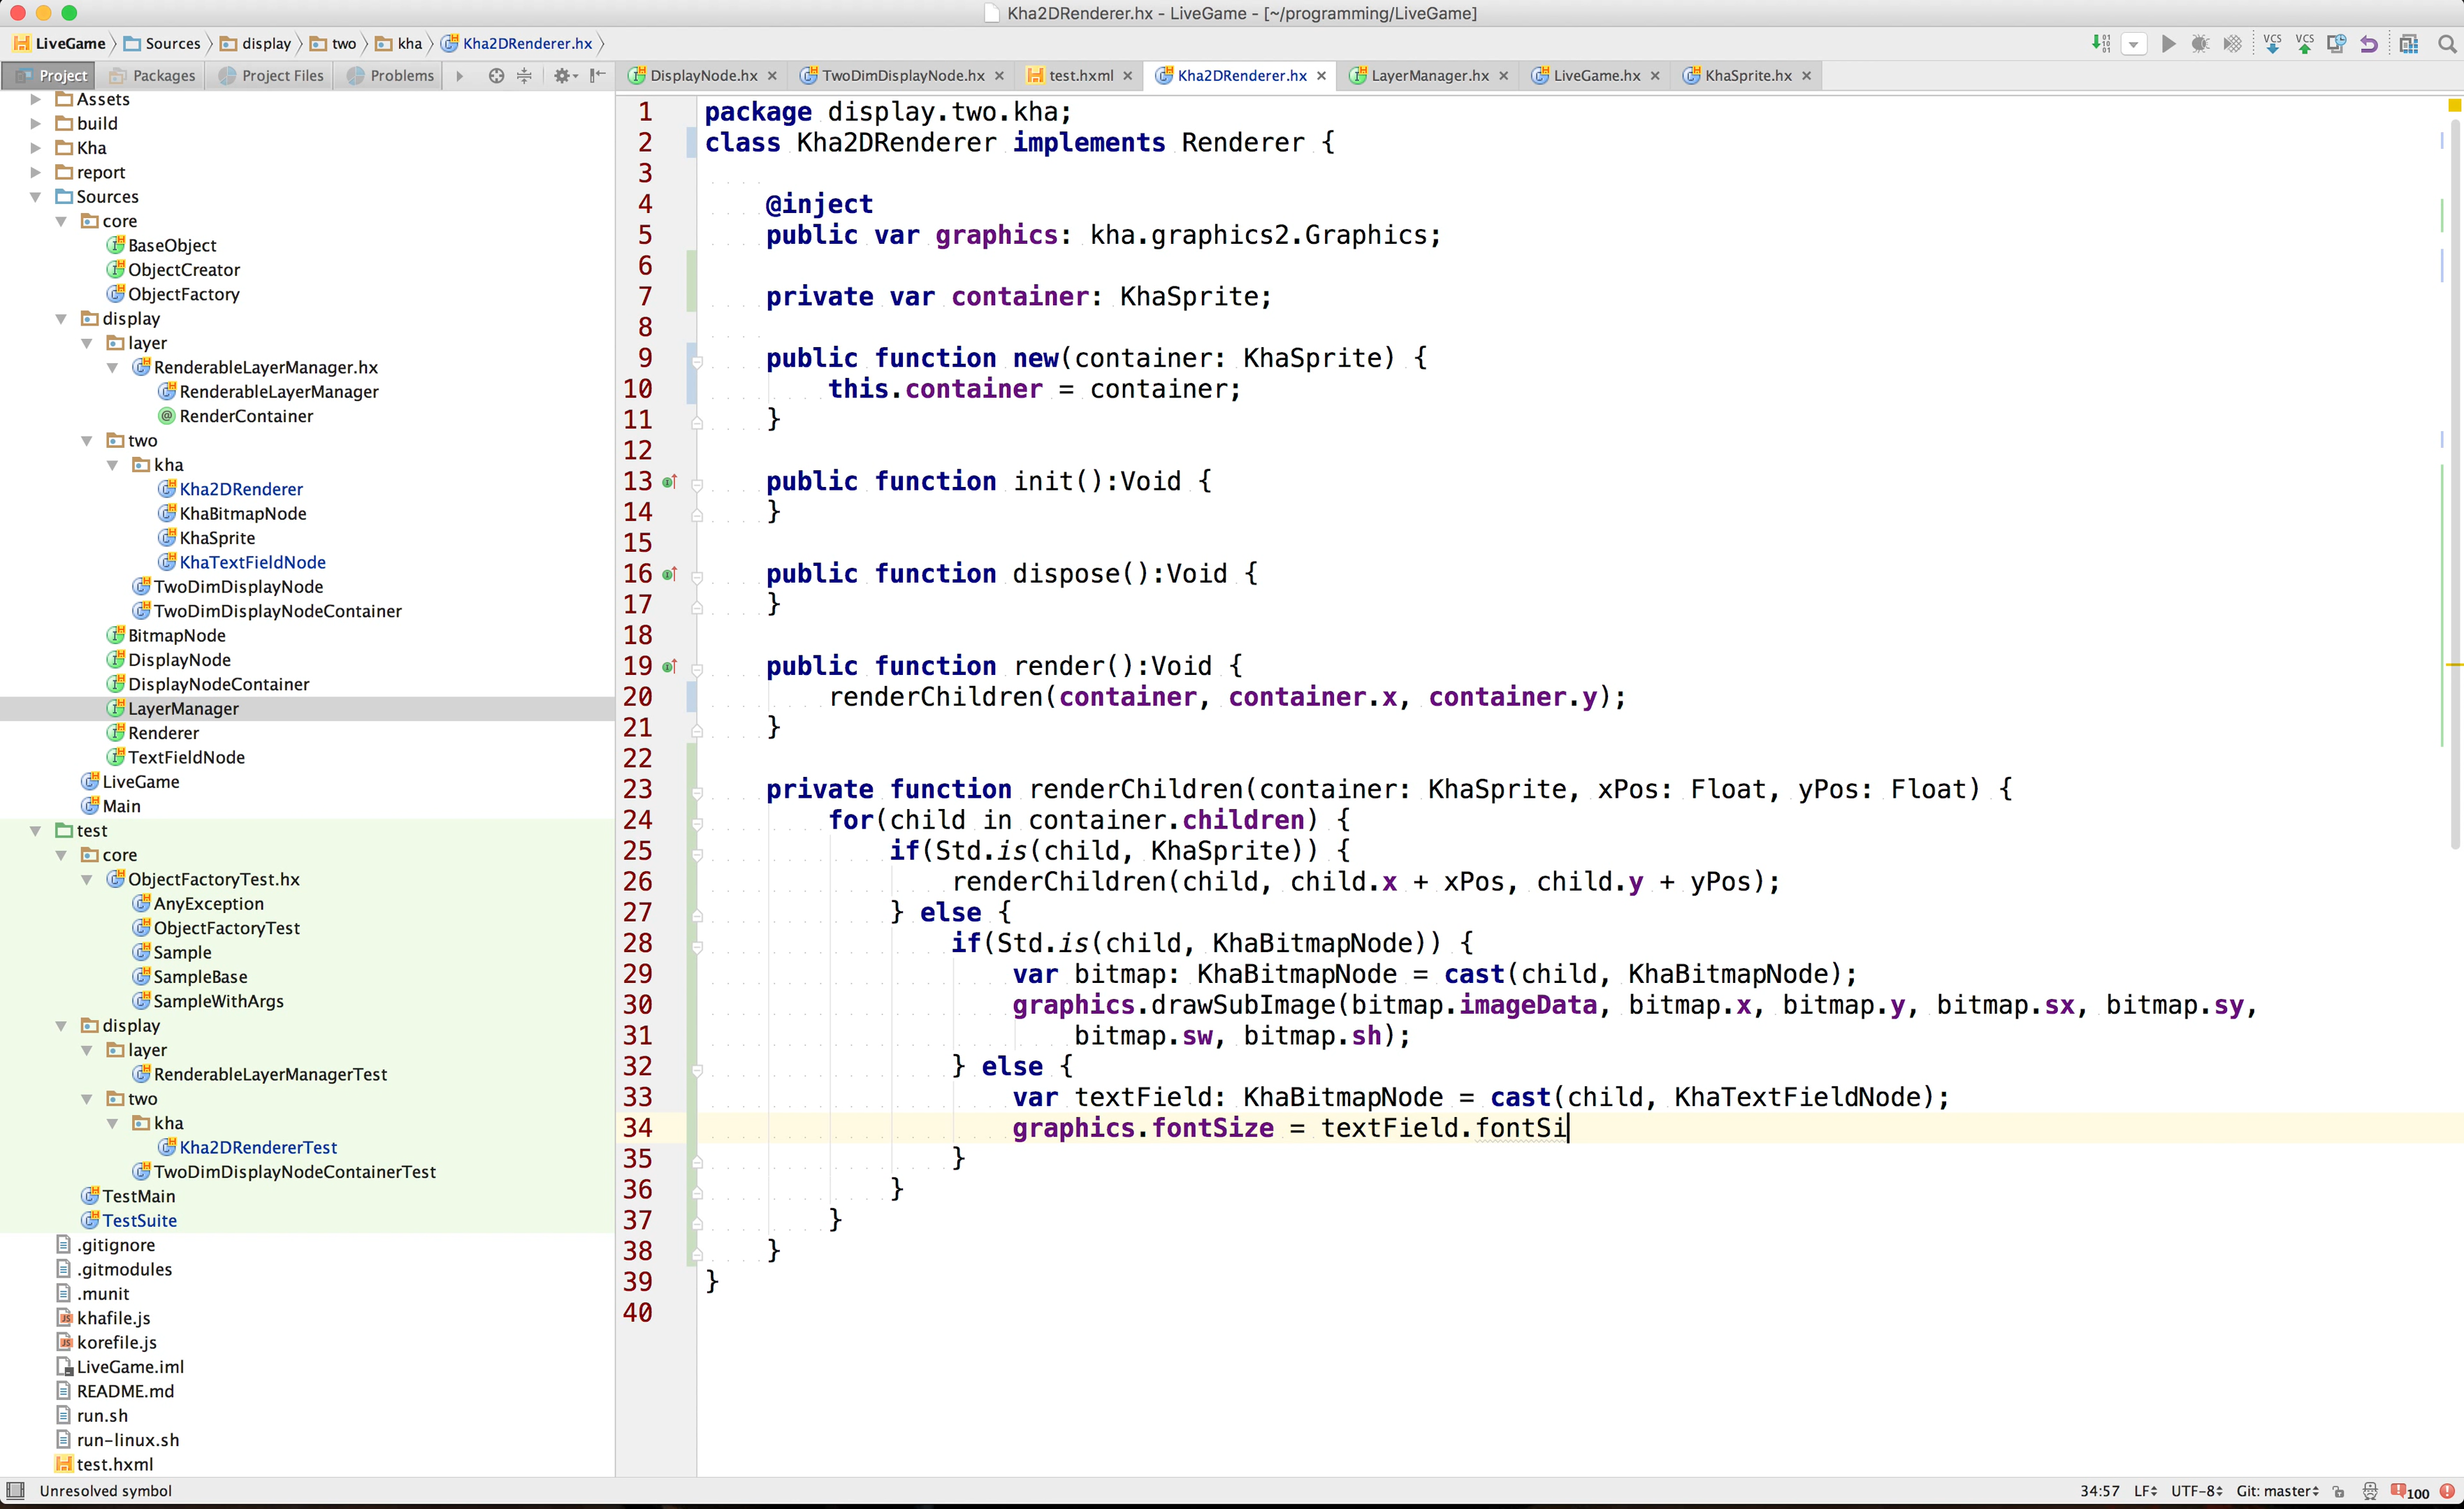 Kha2DRenderer.hx - LiveGame - [~/programming/LiveGame]
LiveGame Sources display two kha Kha2DRenderer.hx
VCS VCS
Project Packages Project Files Problems
DisplayNode.hx TwoDimDisplayNode.hx test.hxml Kha2DRenderer.hx LayerManager.hx LiveGame.hx KhaSprite.hx
Assets
build
Kha
report
Sources
core
BaseObject
ObjectCreator
ObjectFactory
display
layer
RenderableLayerManager.hx
RenderableLayerManager
RenderContainer
two
kha
Kha2DRenderer
KhaBitmapNode
KhaSprite
KhaTextFieldNode
TwoDimDisplayNode
TwoDimDisplayNodeContainer
BitmapNode
DisplayNode
DisplayNodeContainer
LayerManager
Renderer
TextFieldNode
LiveGame
Main
test
core
ObjectFactoryTest.hx
AnyException
ObjectFactoryTest
Sample
SampleBase
SampleWithArgs
display
layer
RenderableLayerManagerTest
two
kha
Kha2DRendererTest
TwoDimDisplayNodeContainerTest
TestMain
TestSuite
.gitignore
.gitmodules
.munit
khafile.js
korefile.js
LiveGame.iml
README.md
run.sh
run-linux.sh
test.hxml
1 package display.two.kha;
2 class Kha2DRenderer implements Renderer {
3
4 @inject
5 public var graphics: kha.graphics2.Graphics;
6
7 private var container: KhaSprite;
8
9 public function new(container: KhaSprite) {
10 this.container = container;
11 }
12
13 public function init():Void {
14 }
15
16 public function dispose():Void {
17 }
18
19 public function render():Void {
20 renderChildren(container, container.x, container.y);
21 }
22
23 private function renderChildren(container: KhaSprite, xPos: Float, yPos: Float) {
24 for(child in container.children) {
25 if(Std.is(child, KhaSprite)) {
26 renderChildren(child, child.x + xPos, child.y + yPos);
27 } else {
28 if(Std.is(child, KhaBitmapNode)) {
29 var bitmap: KhaBitmapNode = cast(child, KhaBitmapNode);
30 graphics.drawSubImage(bitmap.imageData, bitmap.x, bitmap.y, bitmap.sx, bitmap.sy,
31 bitmap.sw, bitmap.sh);
32 } else {
33 var textField: KhaBitmapNode = cast(child, KhaTextFieldNode);
34 graphics.fontSize = textField.fontSi
35 }
36 }
37 }
38 }
39 }
40
Unresolved symbol 34:57 LF UTF-8 Git: master 100